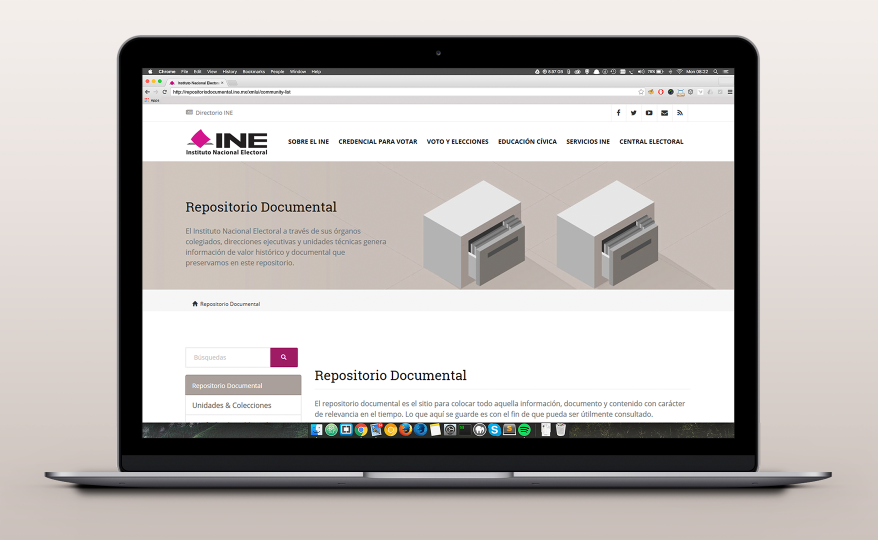 Chrome File Edit View History Bookmarks People Window Help
Mon 08:22
Instituto Nacional Elector
http://repositoriodocumental.ine.mx/xmlui/community-list
Apps
Directorio INE
INE
Instituto Nacional Electoral
SOBRE EL INE CREDENCIAL PARA VOTAR VOTO Y ELECCIONES EDUCACIÓN CÍVICA SERVICIOS INE CENTRAL ELECTORAL
Repositorio Documental
El Instituto Nacional Electoral a través de sus órganos
colegiados, direcciones ejecutivas y unidades técnicas genera
información de valor histórico y documental que
preservamos en este repositorio.
Repositorio Documental
Búsquedas
Repositorio Documental
Unidades & Colecciones
Repositorio Documental
El repositorio documental es el sitio para colocar todo aquella información, documento y contenido con carácter
de relevancia en el tiempo. Lo que aquí se guarde es con el fin de que pueda ser útilmente consultado.